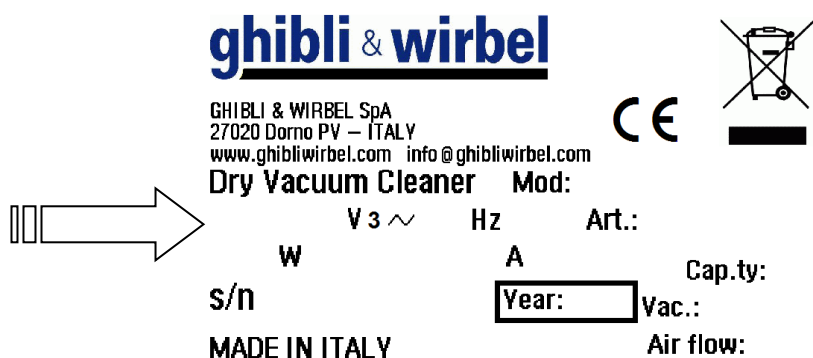 ghibli & wirbel
GHIBLI & WIRBEL SpA
27020 Dorno PV – ITALY
www.ghibliwirbel.com info@ghibliwirbel.com
CE
Dry Vacuum Cleaner Mod:
V 3 ~ Hz Art.:
W A Cap.ty:
s/n Year: Vac.:
MADE IN ITALY Air flow: